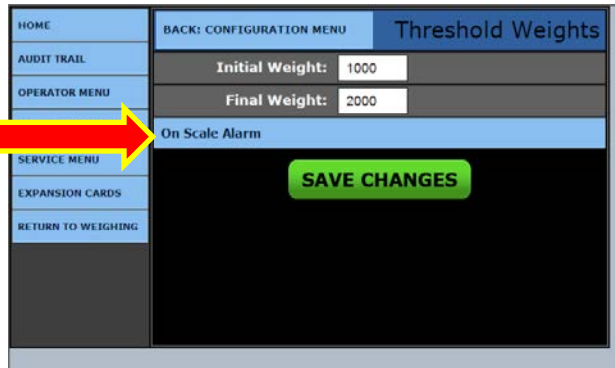 HOME
AUDIT TRAIL
OPERATOR MENU
SERVICE MENU
EXPANSION CARDS
RETURN TO WEIGHING
BACK: CONFIGURATION MENU
Threshold Weights
Initial Weight: 1000
Final Weight: 2000
On Scale Alarm
SAVE CHANGES